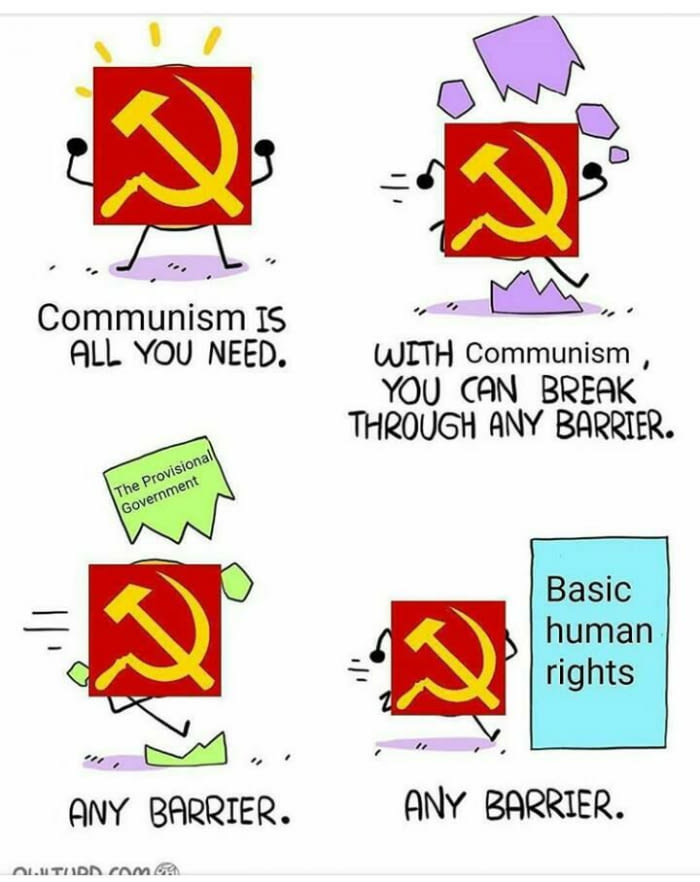 Communism IS
ALL YOU NEED.
WITH Communism ,
YOU CAN BREAK
THROUGH ANY BARRIER.
The Provisional
Government
ANY BARRIER.
Basic
human
rights
ANY BARRIER.